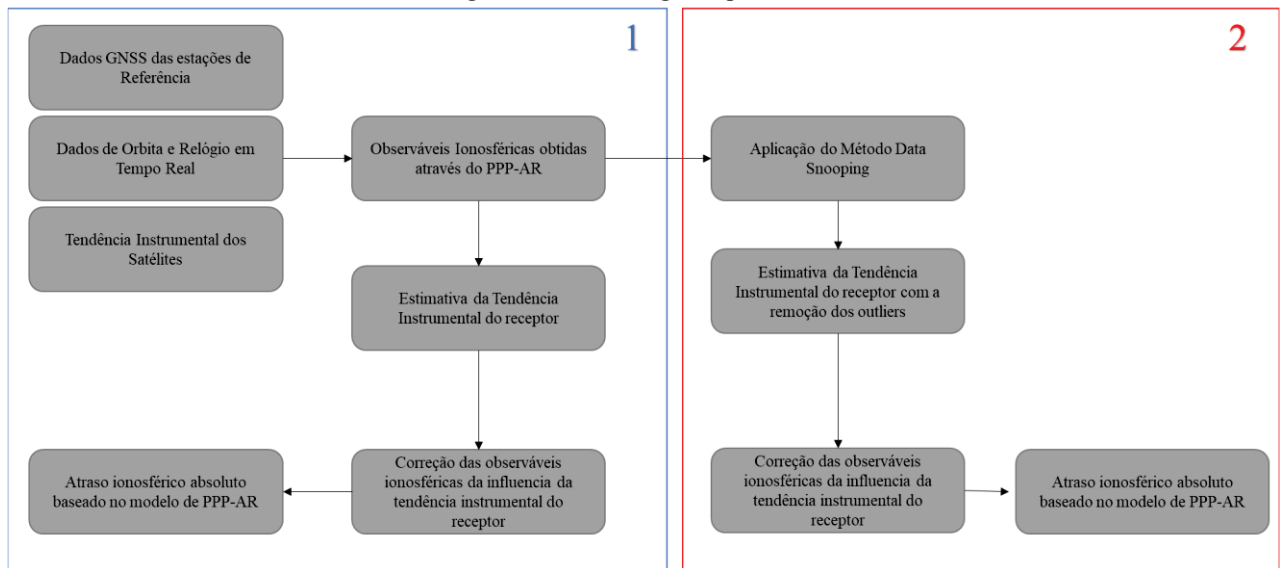 1
Dados GNSS das estações de
Referência
Dados de Orbita e Relógio em
Tempo Real
Tendência Instrumental dos
Satélites
Observáveis Ionosféricas obtidas
através do PPP-AR
Estimativa da Tendência
Instrumental do receptor
Correção das observáveis
ionosféricas da influencia da
tendência instrumental do
receptor
Atraso ionosférico absoluto
baseado no modelo de PPP-AR
2
Aplicação do Método Data
Snooping
Estimativa da Tendência
Instrumental do receptor com a
remoção dos outliers
Correção das observáveis
ionosféricas da influencia da
tendência instrumental do
receptor
Atraso ionosférico absoluto
baseado no modelo de PPP-AR